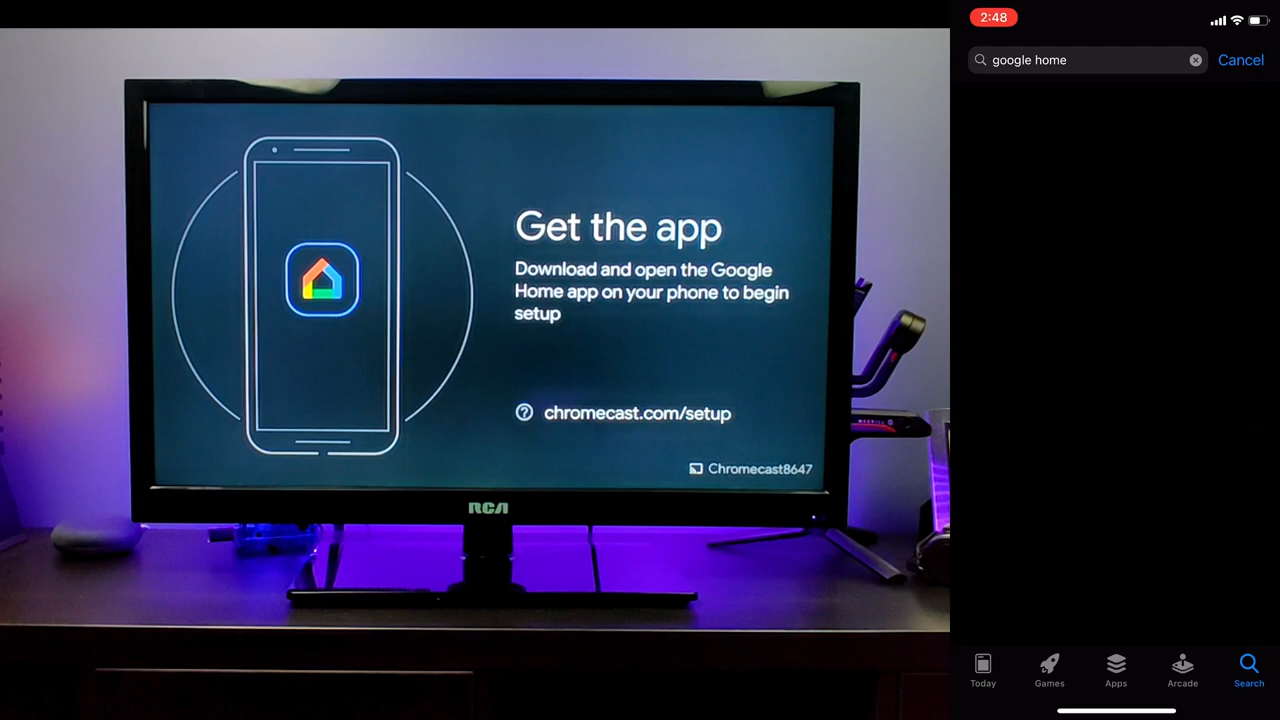 Get the app
Download and open the Google
Home app on your phone to begin
setup
chromecast.com/setup
Chromecast8647
RCA
2:48
google home
Cancel
Today
Games
Apps
Arcade
Search